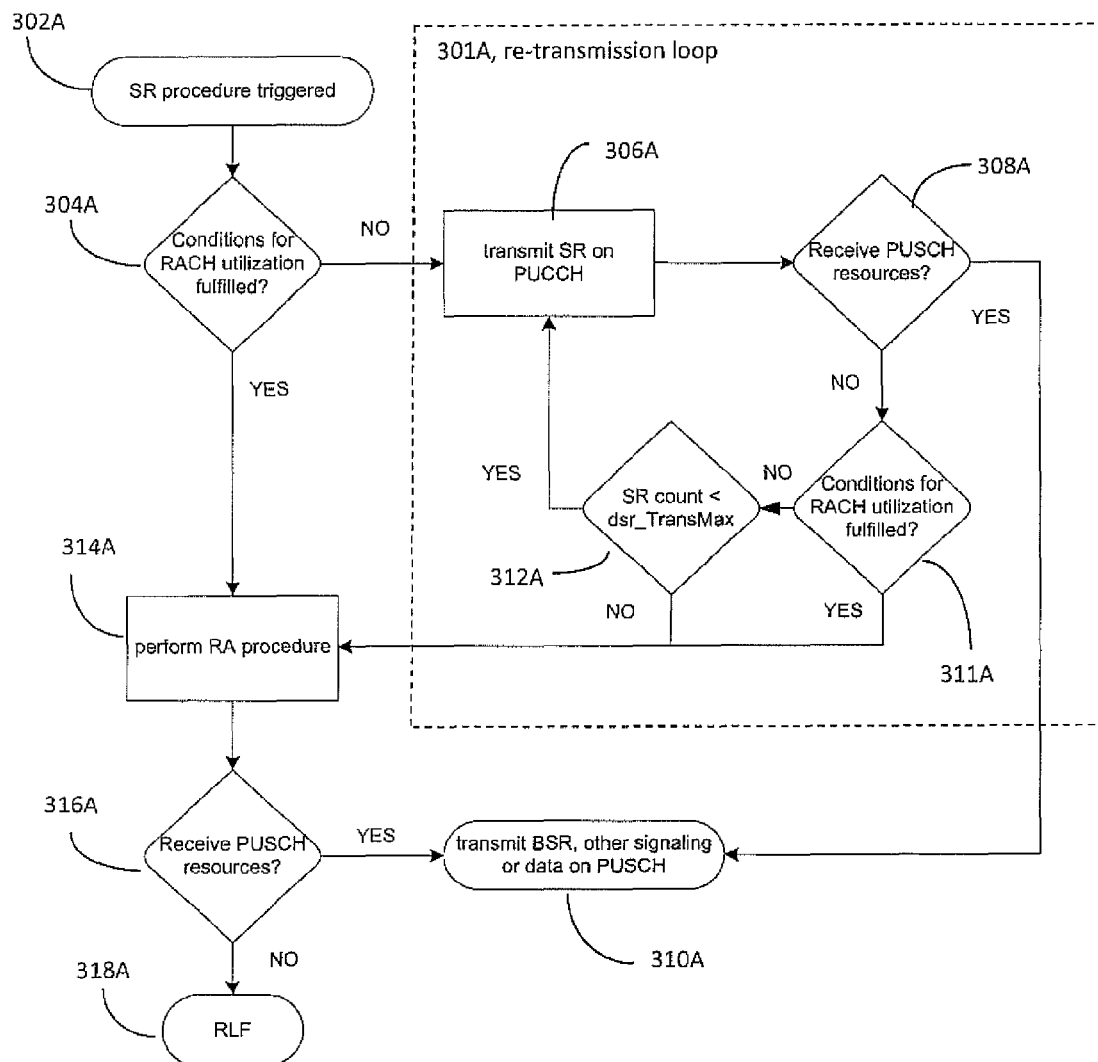 302A
301A, re-transmission loop
SR procedure triggered
306A
308A
304A
Conditions for
RACH utilization
fulfilled?
NO
transmit SR on
PUCCH
Receive PUSCH
resources?
YES
YES
NO
YES
SR count <
dsr_TransMax
NO
Conditions for
RACH utilization
fulfilled?
314A
312A
NO
YES
311A
perform RA procedure
316A
Receive PUSCH
resources?
YES
transmit BSR, other signaling
or data on PUSCH
310A
NO
318A
RLF